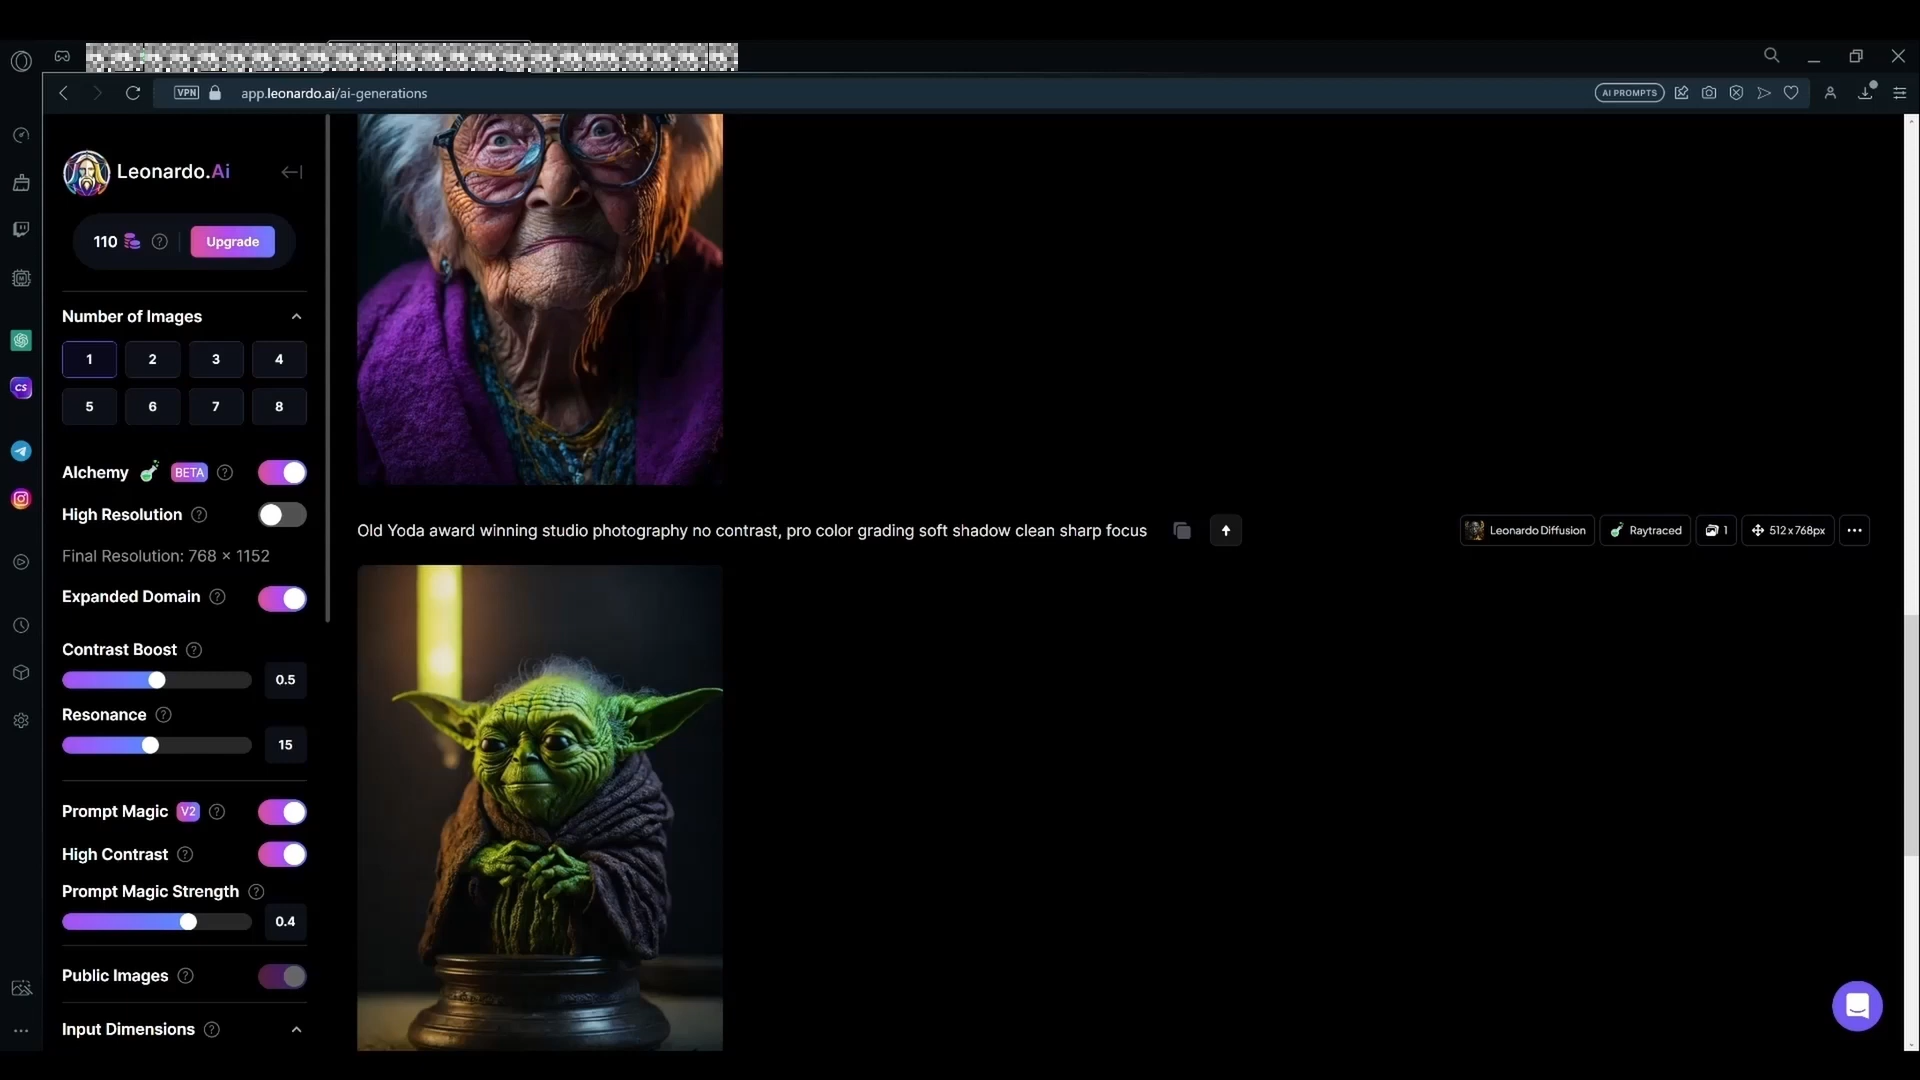 VPN
app.leonardo.ai/ai-generations
AI PROMPTS
Leonardo.Ai
110
Upgrade
Number of Images
1 2 3 4
5 6 7 8
Alchemy BETA
High Resolution
Final Resolution: 768 × 1152
Expanded Domain
Contrast Boost
0.5
Resonance
15
Prompt Magic V2
High Contrast
Prompt Magic Strength
0.4
Public Images
Input Dimensions
CS
Old Yoda award winning studio photography no contrast, pro color grading soft shadow clean sharp focus
Leonardo Diffusion
Raytraced
1
512x768px